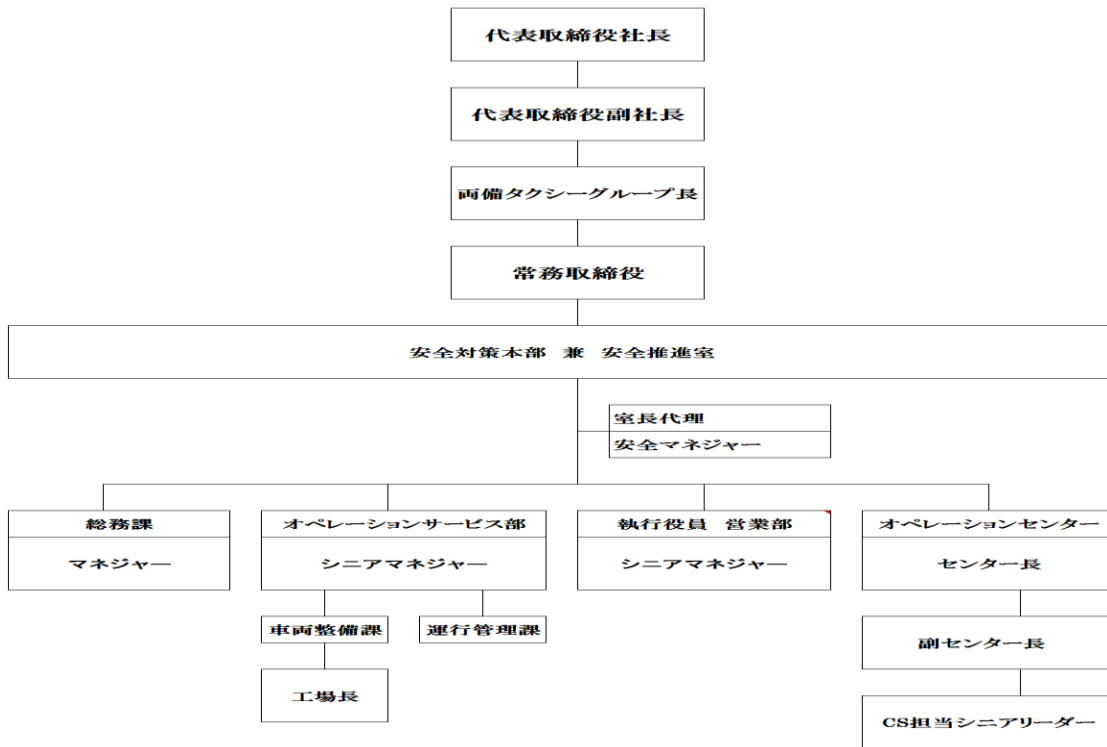 代表取締役社長
代表取締役副社長
両備タクシーグループ長
常務取締役
安全対策本部　兼　安全推進室
室長代理
安全マネジャー
総務課
マネジャー
オペレーションサービス部
シニアマネジャー
車両整備課
工場長
運行管理課
執行役員　営業部
シニアマネジャー
オペレーションセンター
センター長
副センター長
CS担当シニアリーダー